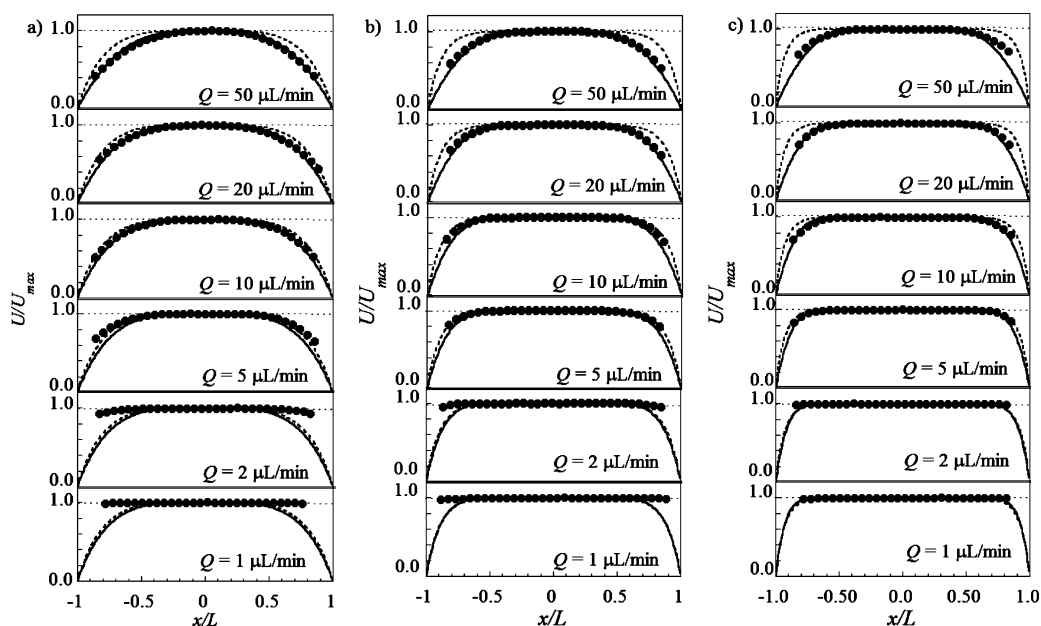 a)
1.0
0.0
Q = 50 μL/min
1.0
0.0
Q = 20 μL/min
1.0
0.0
Q = 10 μL/min
1.0
0.0
Q = 5 μL/min
1.0
0.0
Q = 2 μL/min
1.0
0.0
Q = 1 μL/min
U/Umax
-1 -0.5 0 0.5 1
x/L
b)
1.0
0.0
Q = 50 μL/min
1.0
0.0
Q = 20 μL/min
1.0
0.0
Q = 10 μL/min
1.0
0.0
Q = 5 μL/min
1.0
0.0
Q = 2 μL/min
1.0
0.0
Q = 1 μL/min
U/Umax
-1 -0.5 0 0.5 1
x/L
c)
1.0
0.0
Q = 50 μL/min
1.0
0.0
Q = 20 μL/min
1.0
0.0
Q = 10 μL/min
1.0
0.0
Q = 5 μL/min
1.0
0.0
Q = 2 μL/min
1.0
0.0
Q = 1 μL/min
U/Umax
-1.0 -0.50 0.0 0.50 1.0
x/L